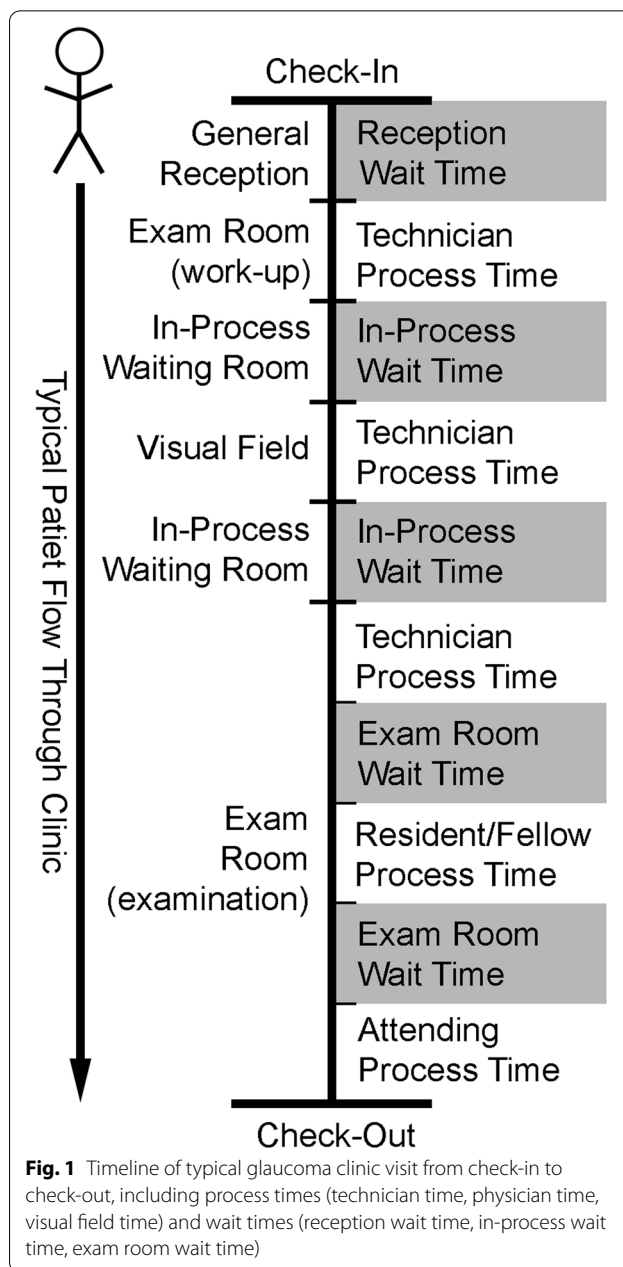 Check-In
General
Reception
Reception
Wait Time
Exam Room
(work-up)
Technician
Process Time
In-Process
Waiting Room
In-Process
Wait Time
Visual Field
Technician
Process Time
In-Process
Waiting Room
In-Process
Wait Time
Technician
Process Time
Exam Room
Wait Time
Exam
Room
(examination)
Resident/Fellow
Process Time
Exam Room
Wait Time
Attending
Process Time
Check-Out
Typical Patiet Flow Through Clinic
Fig. 1 Timeline of typical glaucoma clinic visit from check-in to
check-out, including process times (technician time, physician time,
visual field time) and wait times (reception wait time, in-process wait
time, exam room wait time)